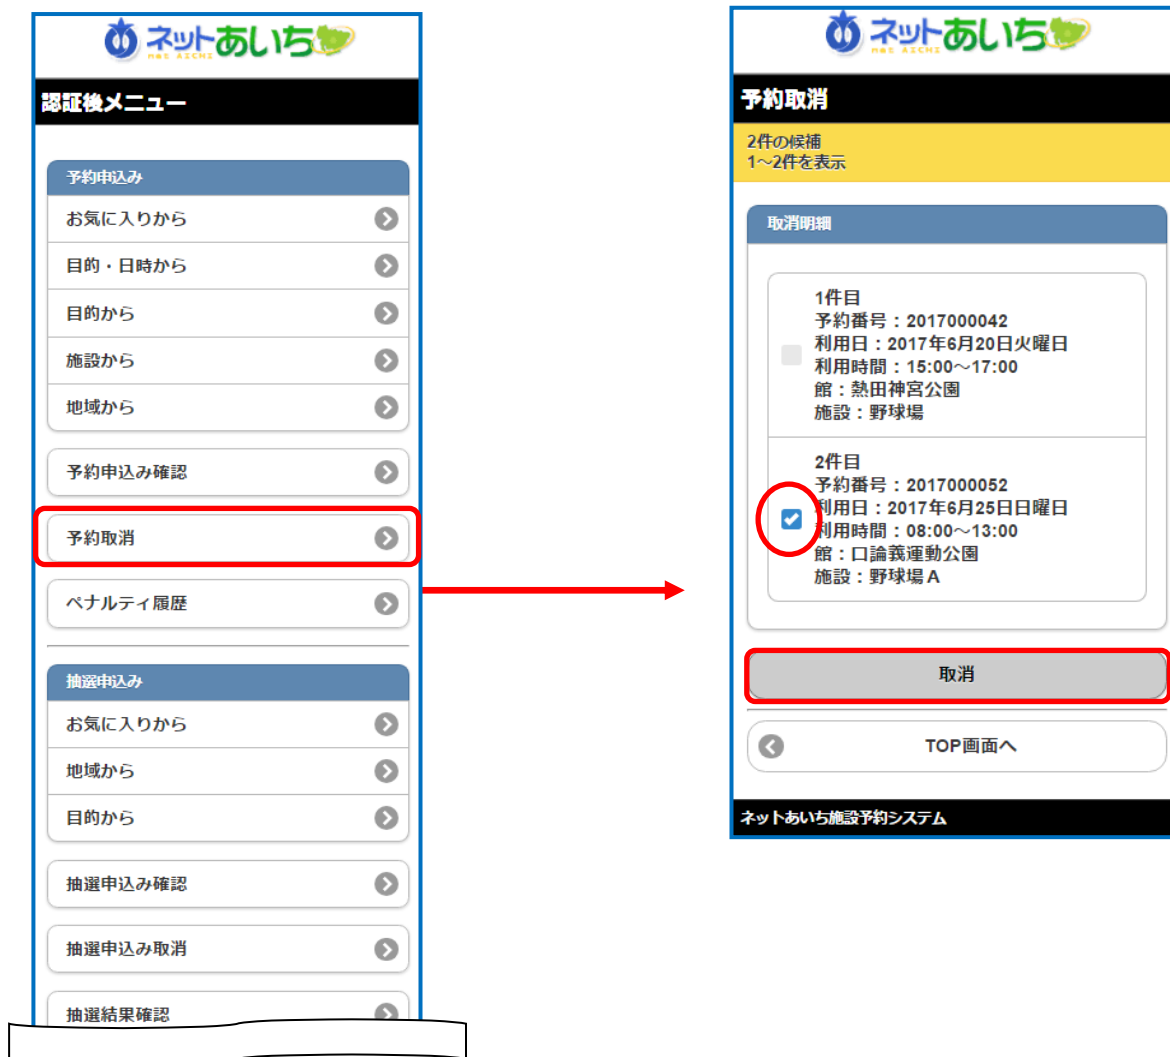 ネットあいち
NET AICHI
認証後メニュー
予約申込み
お気に入りから
目的・日時から
目的から
施設から
地域から
予約申込み確認
予約取消
ペナルティ履歴
抽選申込み
お気に入りから
地域から
目的から
抽選申込み確認
抽選申込み取消
抽選結果確認
ネットあいち
NET AICHI
予約取消
2件の候補
1～2件を表示
取消明細
1件目
予約番号：2017000042
利用日：2017年6月20日火曜日
利用時間：15:00～17:00
館：熱田神宮公園
施設：野球場
2件目
予約番号：2017000052
利用日：2017年6月25日日曜日
利用時間：08:00～13:00
館：口論義運動公園
施設：野球場Ａ
取消
TOP画面へ
ネットあいち施設予約システム